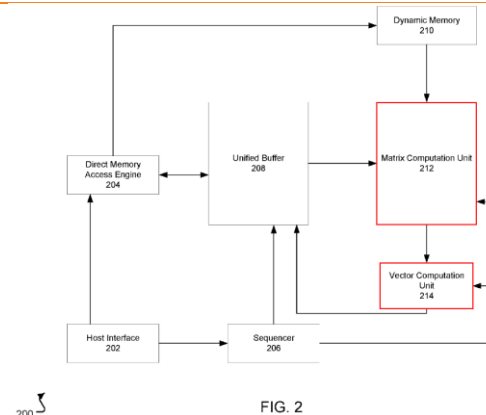 Dynamic Memory
210
Direct Memory
Access Engine
204
Unified Buffer
208
Matrix Computation Unit
212
Vector Computation
Unit
214
Host Interface
202
Sequencer
206
200
FIG. 2